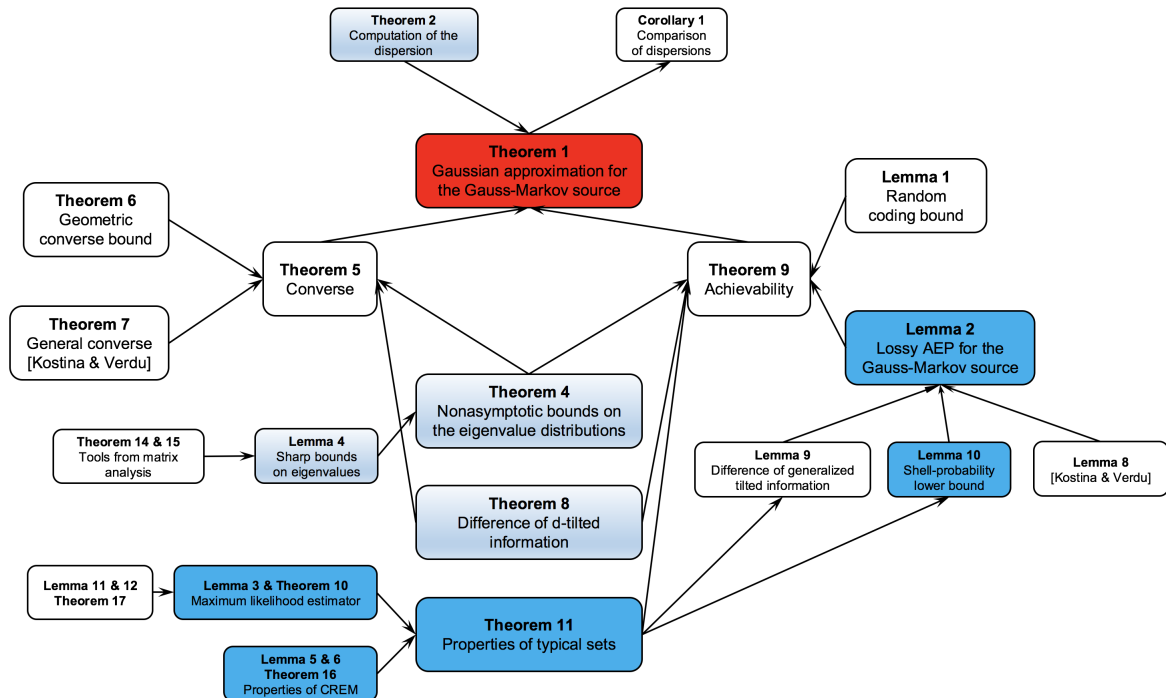 Theorem 2
Computation of the
dispersion
Corollary 1
Comparison
of dispersions
Theorem 1
Gaussian approximation for
the Gauss-Markov source
Theorem 6
Geometric
converse bound
Lemma 1
Random
coding bound
Theorem 5
Converse
Theorem 9
Achievability
Theorem 7
General converse
[Kostina & Verdu]
Lemma 2
Lossy AEP for the
Gauss-Markov source
Theorem 4
Nonasymptotic bounds on
the eigenvalue distributions
Theorem 14 & 15
Tools from matrix
analysis
Lemma 4
Sharp bounds
on eigenvalues
Lemma 9
Difference of generalized
tilted information
Lemma 10
Shell-probability
lower bound
Lemma 8
[Kostina & Verdu]
Theorem 8
Difference of d-tilted
information
Lemma 11 & 12
Theorem 17
Lemma 3 & Theorem 10
Maximum likelihood estimator
Theorem 11
Properties of typical sets
Lemma 5 & 6
Theorem 16
Properties of CREM